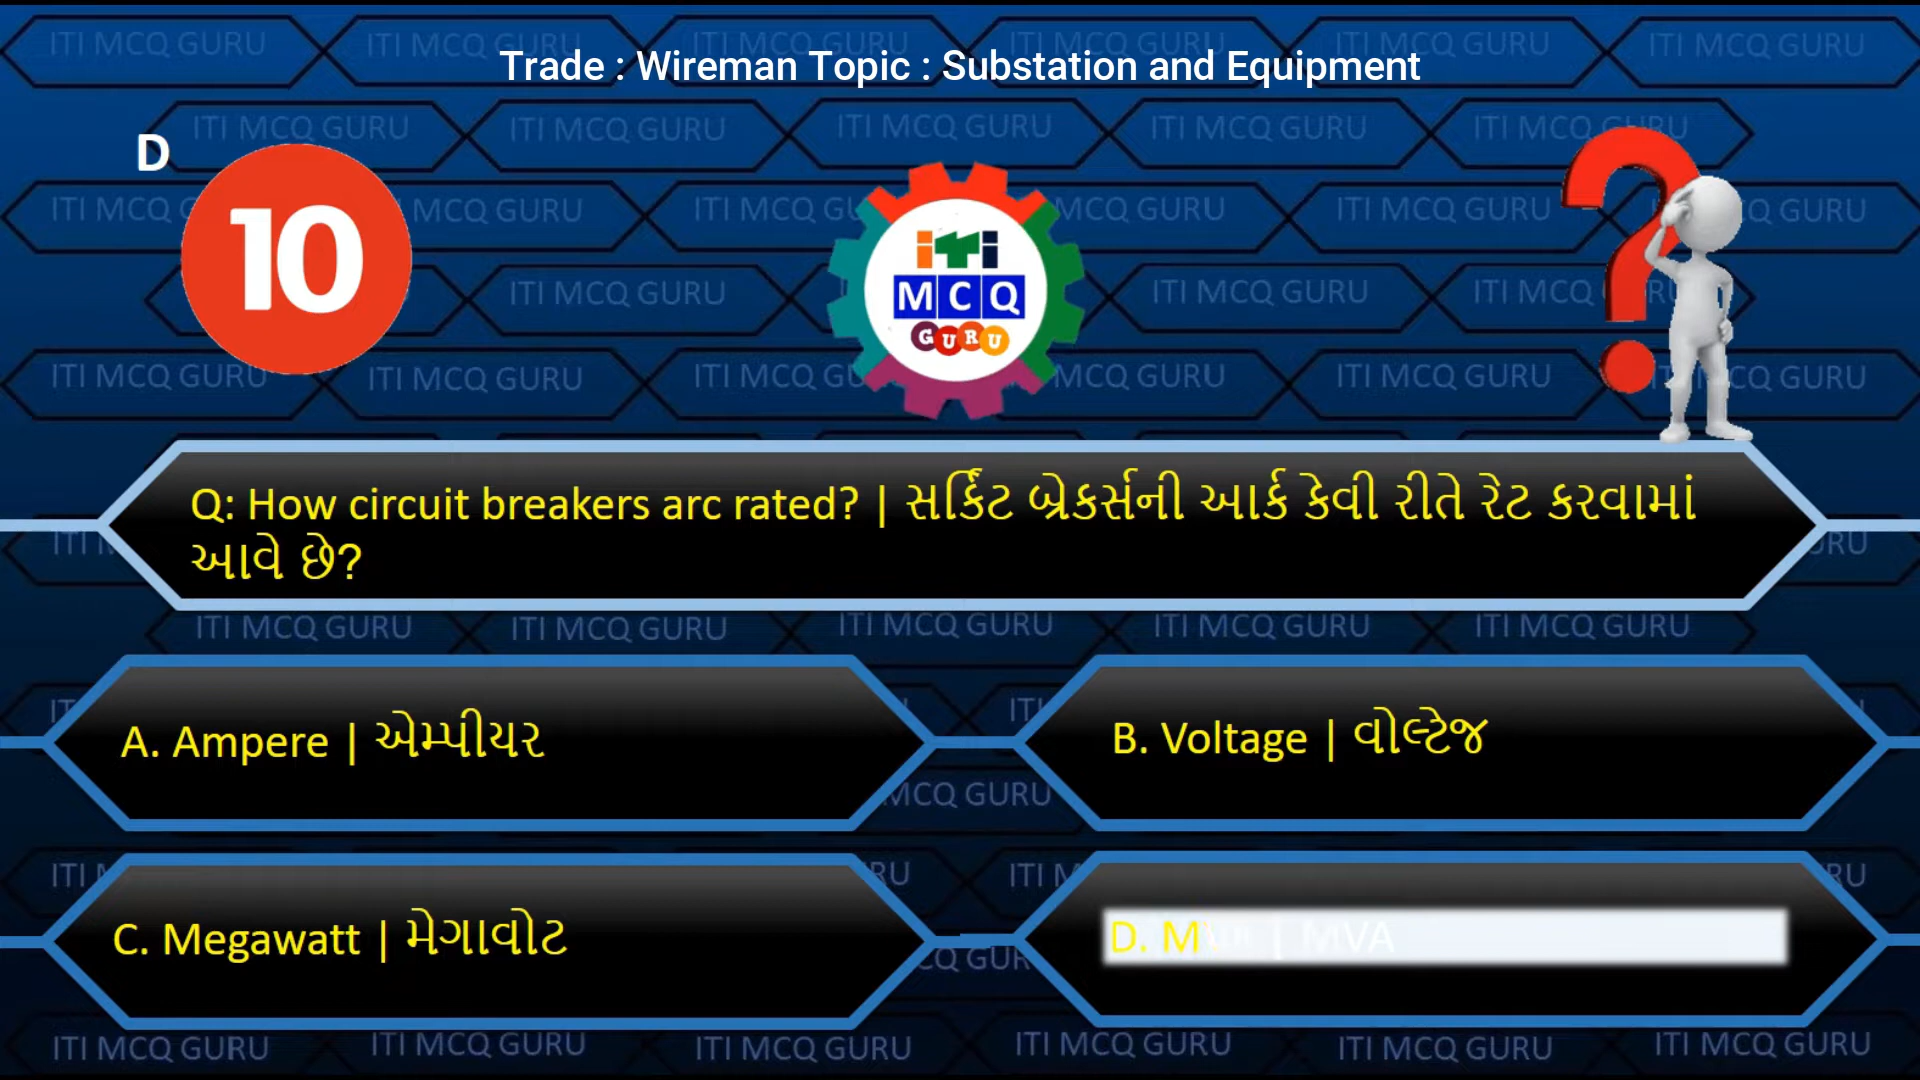 Trade : Wireman Topic : Substation and Equipment
D
10
iTi
MCQ
GURU
Q: How circuit breakers arc rated? | સર્કિટ બ્રેકર્સની આર્ક કેવી રીતે રેટ કરવામાં
આવે છે?
A. Ampere | એમ્પીયર
B. Voltage | વોલ્ટેજ
C. Megawatt | મેગાવોટ
D. | MVA